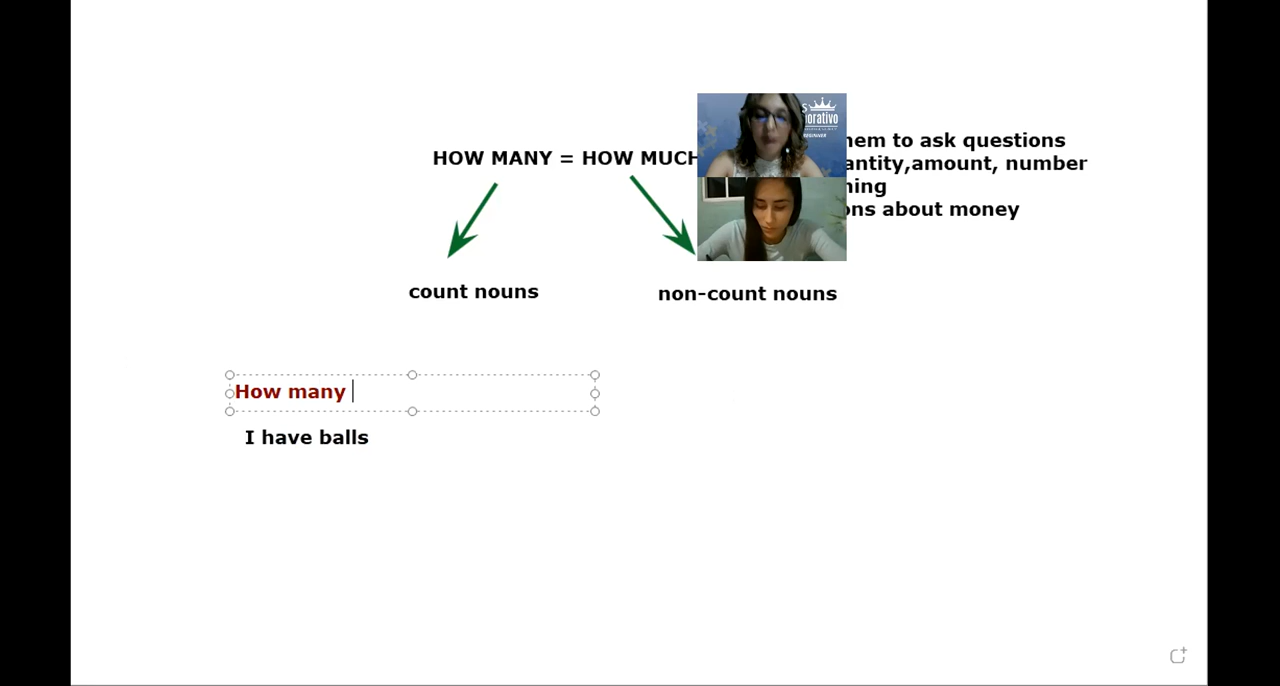 HOW MANY = HOW MUCH
hem to ask questions
antity,amount, number
hing
ons about money
count nouns
non-count nouns
How many
I have balls